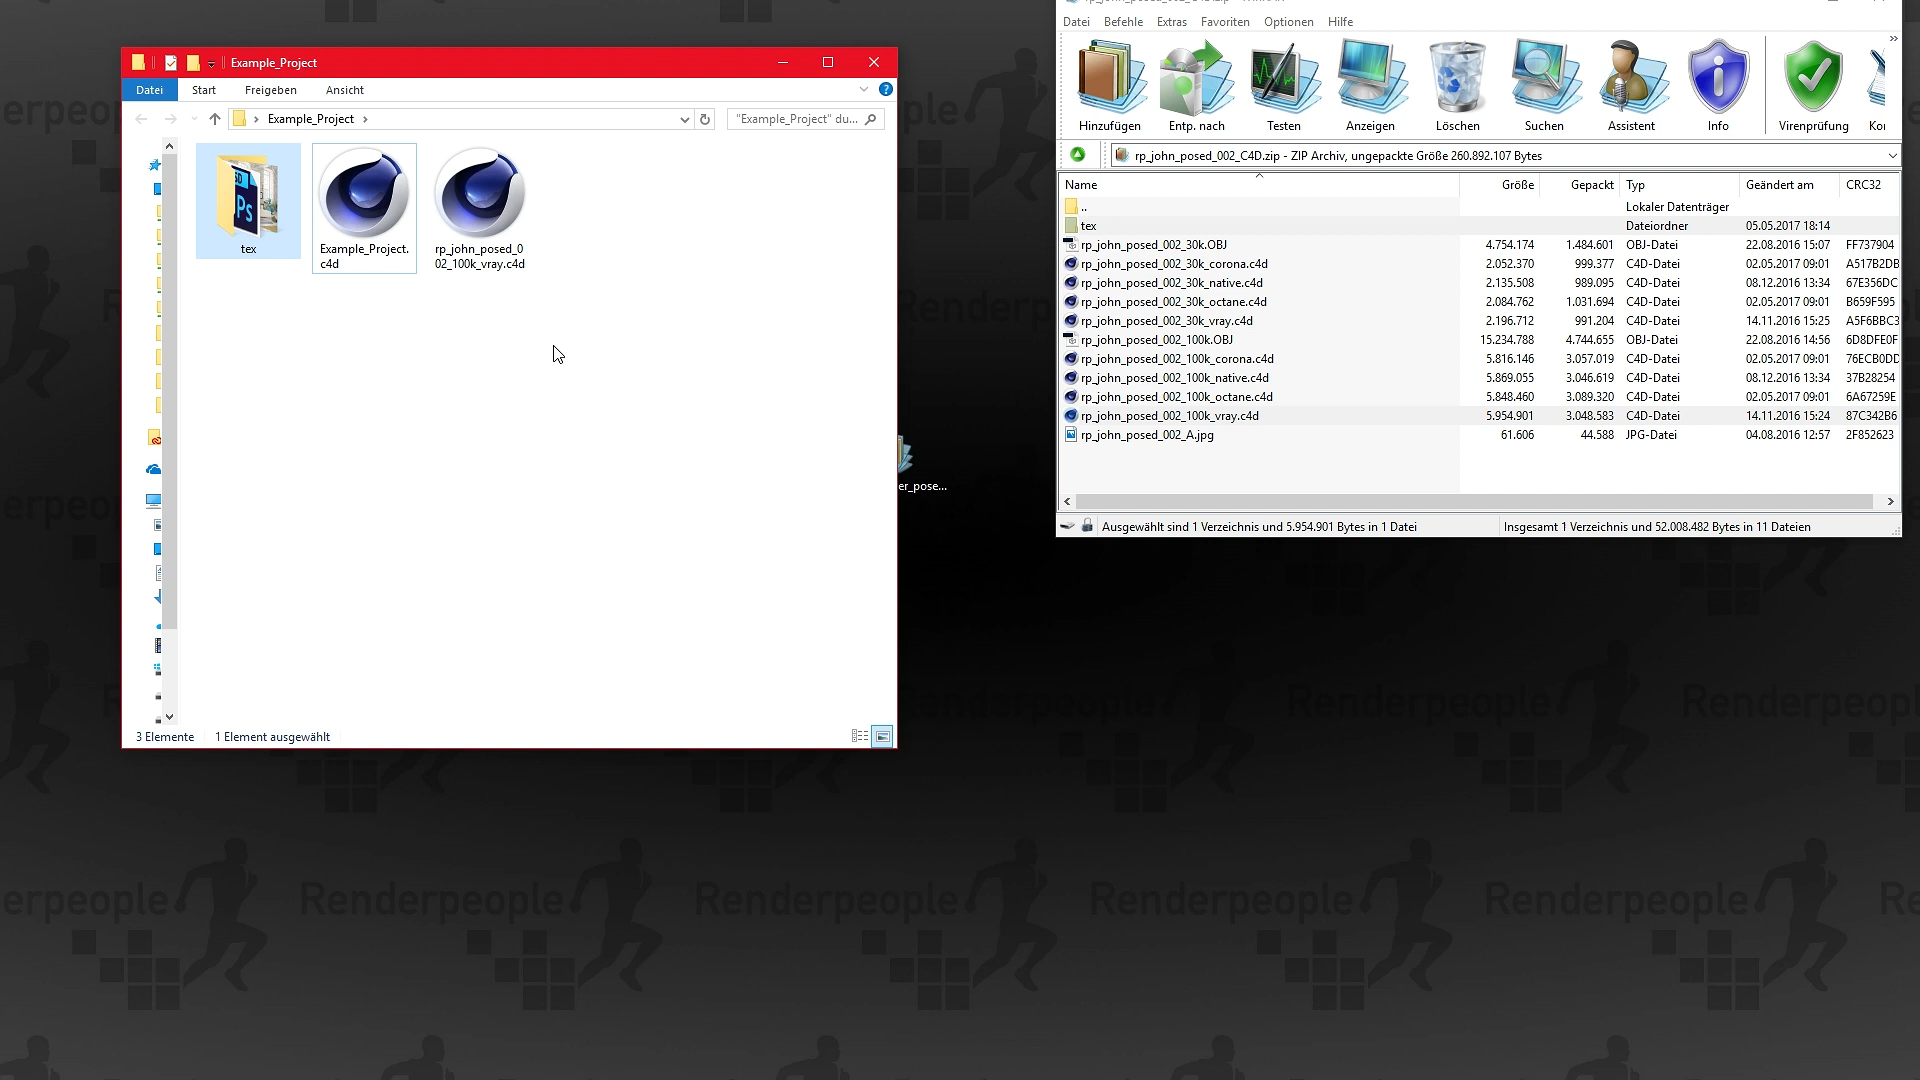 Example_Project
Datei Start Freigeben Ansicht
Example_Project
"Example_Project" du...
tex
Example_Project.
c4d
rp_john_posed_0
02_100k_vray.c4d
3 Elemente 1 Element ausgewählt
er_pose...
Datei Befehle Extras Favoriten Optionen Hilfe
Hinzufügen Entp. nach Testen Anzeigen Löschen Suchen Assistent Info Virenprüfung Kor
rp_john_posed_002_C4D.zip - ZIP Archiv, ungepackte Größe 260.892.107 Bytes
Name Größe Gepackt Typ Geändert am CRC32
.. Lokaler Datenträger
tex Dateiordner 05.05.2017 18:14
rp_john_posed_002_30k.OBJ 4.754.174 1.484.601 OBJ-Datei 22.08.2016 15:07 FF737904
rp_john_posed_002_30k_corona.c4d 2.052.370 999.377 C4D-Datei 02.05.2017 09:01 A517B2DB
rp_john_posed_002_30k_native.c4d 2.135.508 989.095 C4D-Datei 08.12.2016 13:34 67E356DC
rp_john_posed_002_30k_octane.c4d 2.084.762 1.031.694 C4D-Datei 02.05.2017 09:01 B659F595
rp_john_posed_002_30k_vray.c4d 2.196.712 991.204 C4D-Datei 14.11.2016 15:25 A5F6BBC3
rp_john_posed_002_100k.OBJ 15.234.788 4.744.655 OBJ-Datei 22.08.2016 14:56 6D8DFE0F
rp_john_posed_002_100k_corona.c4d 5.816.146 3.057.019 C4D-Datei 02.05.2017 09:01 76ECB0DD
rp_john_posed_002_100k_native.c4d 5.869.055 3.046.619 C4D-Datei 08.12.2016 13:34 37B28254
rp_john_posed_002_100k_octane.c4d 5.848.460 3.089.320 C4D-Datei 02.05.2017 09:01 6A67259E
rp_john_posed_002_100k_vray.c4d 5.954.901 3.048.583 C4D-Datei 14.11.2016 15:24 87C342B6
rp_john_posed_002_A.jpg 61.606 44.588 JPG-Datei 04.08.2016 12:57 2F852623
Ausgewählt sind 1 Verzeichnis und 5.954.901 Bytes in 1 Datei Insgesamt 1 Verzeichnis und 52.008.482 Bytes in 11 Dateien
Renderpeople Renderpeople Renderpeople
erpeople Renderpeople Renderpeople Renderpeople Renderpeople Re